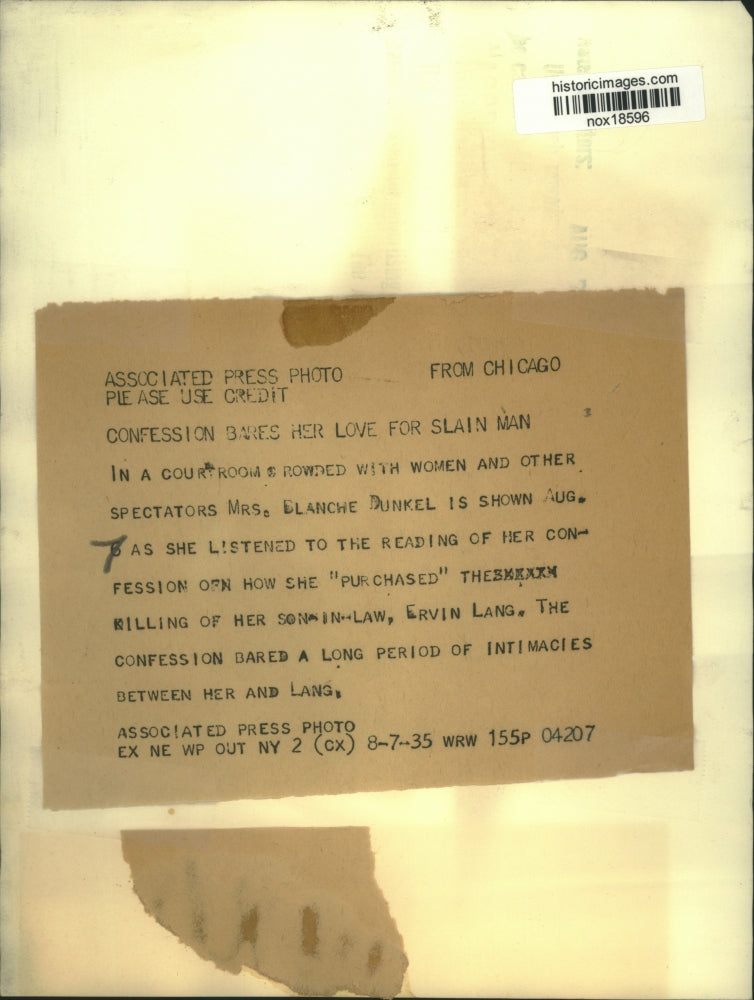 historicimages.com
nox18596
ASSOCIATED PRESS PHOTO FROM CHICAGO
PLEASE USE CREDIT
CONFESSION BARES HER LOVE FOR SLAIN MAN
IN A COURTROOM CROWDED WITH WOMEN AND OTHER
SPECTATORS MRS. BLANCHE DUNKEL IS SHOWN AUG.
7 AS SHE LISTENED TO THE READING OF HER CON-
FESSION OFN HOW SHE "PURCHASED" THE
KILLING OF HER SON-IN-LAW, ERVIN LANG. THE
CONFESSION BARED A LONG PERIOD OF INTIMACIES
BETWEEN HER AND LANG.
ASSOCIATED PRESS PHOTO
EX NE WP OUT NY 2 (CX) 8-7-35 WRW 155P 04207